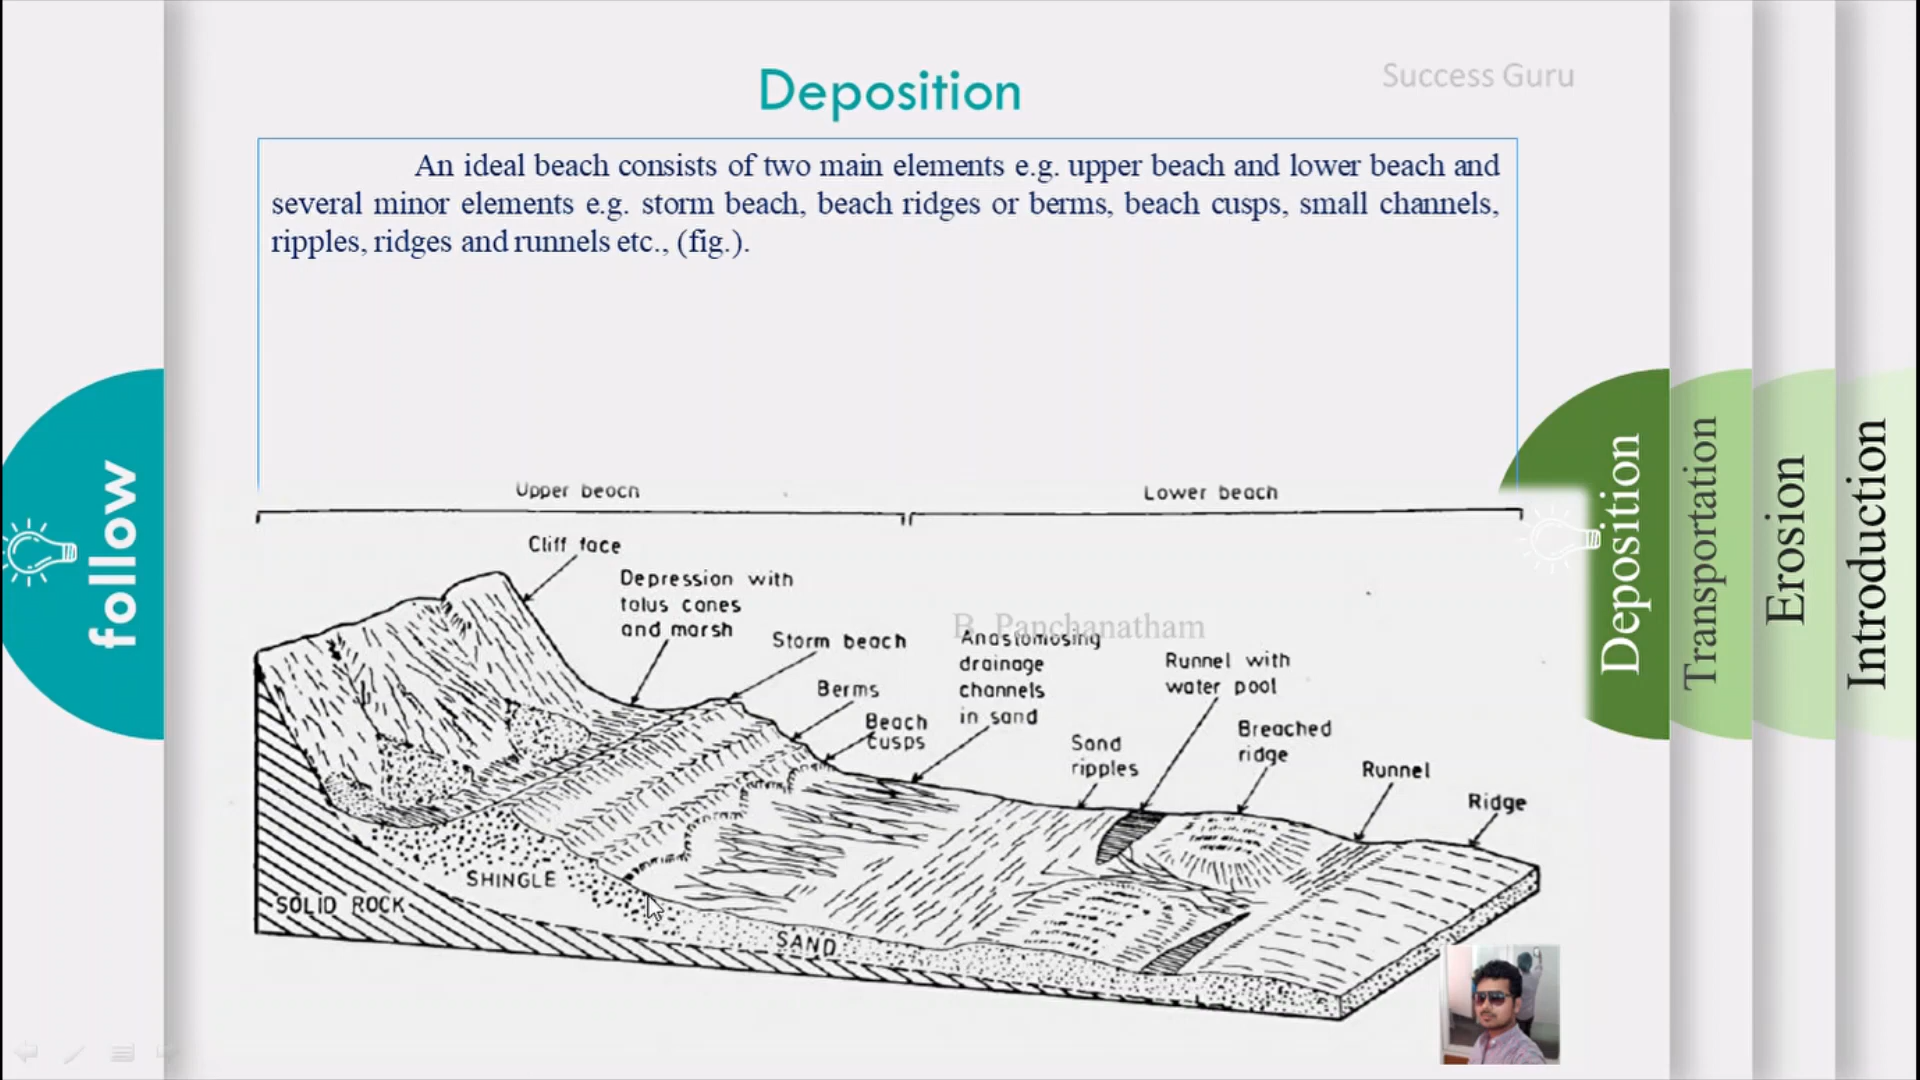 Deposition
Success Guru
An ideal beach consists of two main elements e.g. upper beach and lower beach and
several minor elements e.g. storm beach, beach ridges or berms, beach cusps, small channels,
ripples, ridges and runnels etc., (fig.).
Upper beach
Lower beach
Cliff face
Depression with
talus cones
and marsh
Storm beach
Berms
Beach
cusps
B. Panchanatham
Anastomosing
drainage
channels
in sand
Sand
ripples
Runnel with
water pool
Breached
ridge
Runnel
Ridge
SHINGLE
SOLID ROCK
SAND
follow
Deposition
Transportation
Erosion
Introduction